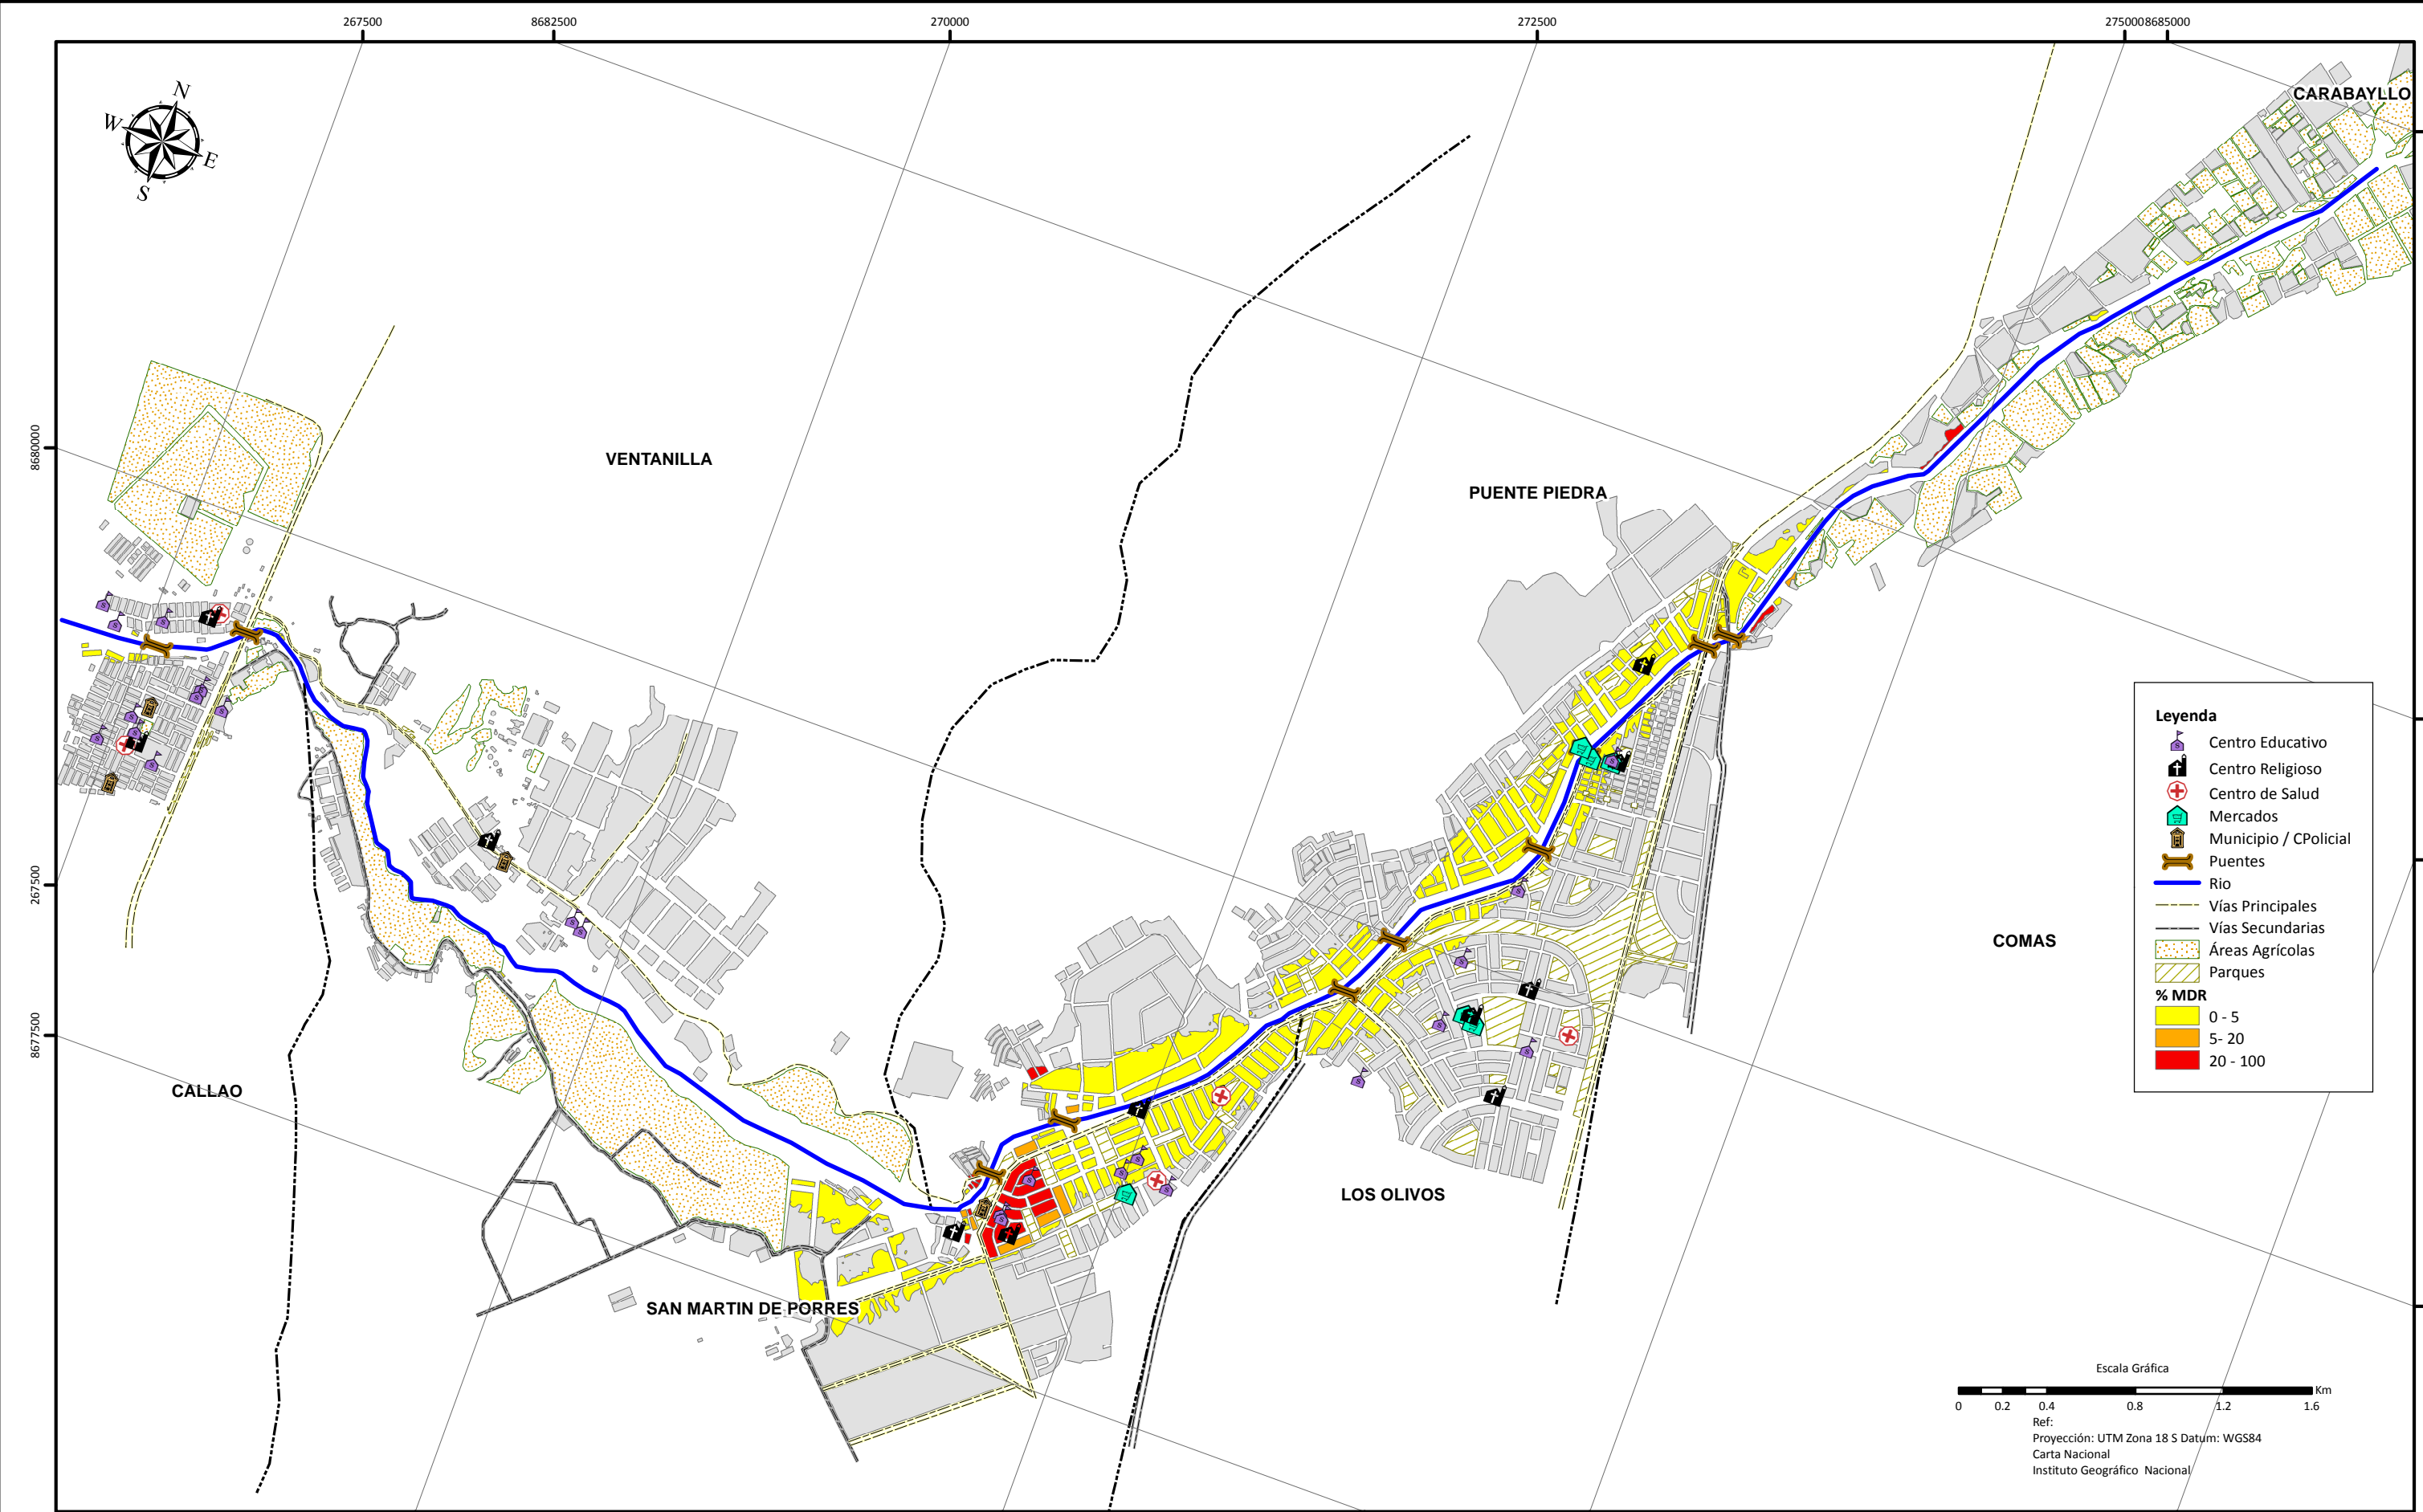 267500
8682500
270000
272500
275000
8685000
CARABAYLLO
N
W
E
S
8680000
VENTANILLA
PUENTE PIEDRA
267500
8677500
COMAS
CALLAO
LOS OLIVOS
SAN MARTIN DE PORRES
Leyenda
Centro Educativo
Centro Religioso
Centro de Salud
Mercados
Municipio / CPolicial
Puentes
Rio
Vías Principales
Vías Secundarias
Áreas Agrícolas
Parques
% MDR
0 - 5
5- 20
20 - 100
Escala Gráfica
Km
0 0.2 0.4 0.8 1.2 1.6
Ref:
Proyección: UTM Zona 18 S Datum: WGS84
Carta Nacional
Instituto Geográfico Nacional